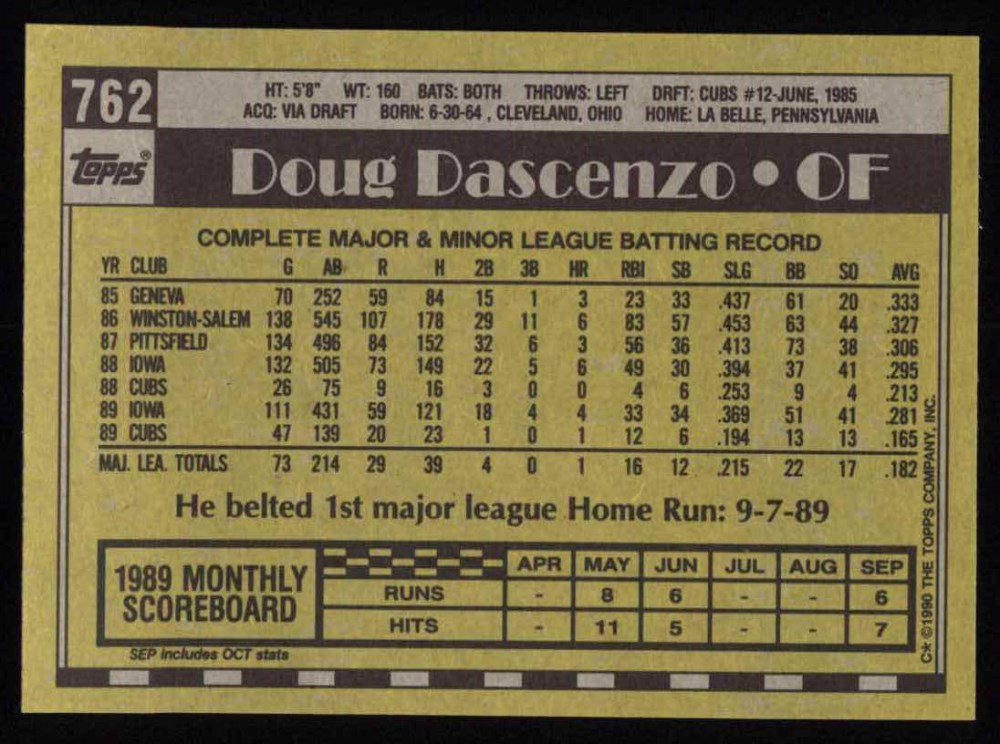 762
HT: 5'8" WT: 160 BATS: BOTH THROWS: LEFT DRFT: CUBS #12-JUNE, 1985
ACQ: VIA DRAFT BORN: 6-30-64 , CLEVELAND, OHIO HOME: LA BELLE, PENNSYLVANIA
Topps®
Doug Dascenzo • OF
COMPLETE MAJOR & MINOR LEAGUE BATTING RECORD
YR CLUB G AB R H 2B 3B HR RBI SB SLG BB SO AVG
85 GENEVA 70 252 59 84 15 1 3 23 33 .437 61 20 .333
86 WINSTON-SALEM 138 545 107 178 29 11 6 83 57 .453 63 44 .327
87 PITTSFIELD 134 496 84 152 32 6 3 56 36 .413 73 38 .306
88 IOWA 132 505 73 149 22 5 6 49 30 .394 37 41 .295
88 CUBS 26 75 9 16 3 0 0 4 6 .253 9 4 .213
89 IOWA 111 431 59 121 18 4 4 33 34 .369 51 41 .281
89 CUBS 47 139 20 23 1 0 1 12 6 .194 13 13 .165
MAJ. LEA. TOTALS 73 214 29 39 4 0 1 16 12 .215 22 17 .182
He belted 1st major league Home Run: 9-7-89
1989 MONTHLY
SCOREBOARD
APR MAY JUN JUL AUG SEP
RUNS - 8 6 - - 6
HITS - 11 5 - - 7
SEP includes OCT stats
C* ©1990 THE TOPPS COMPANY, INC.